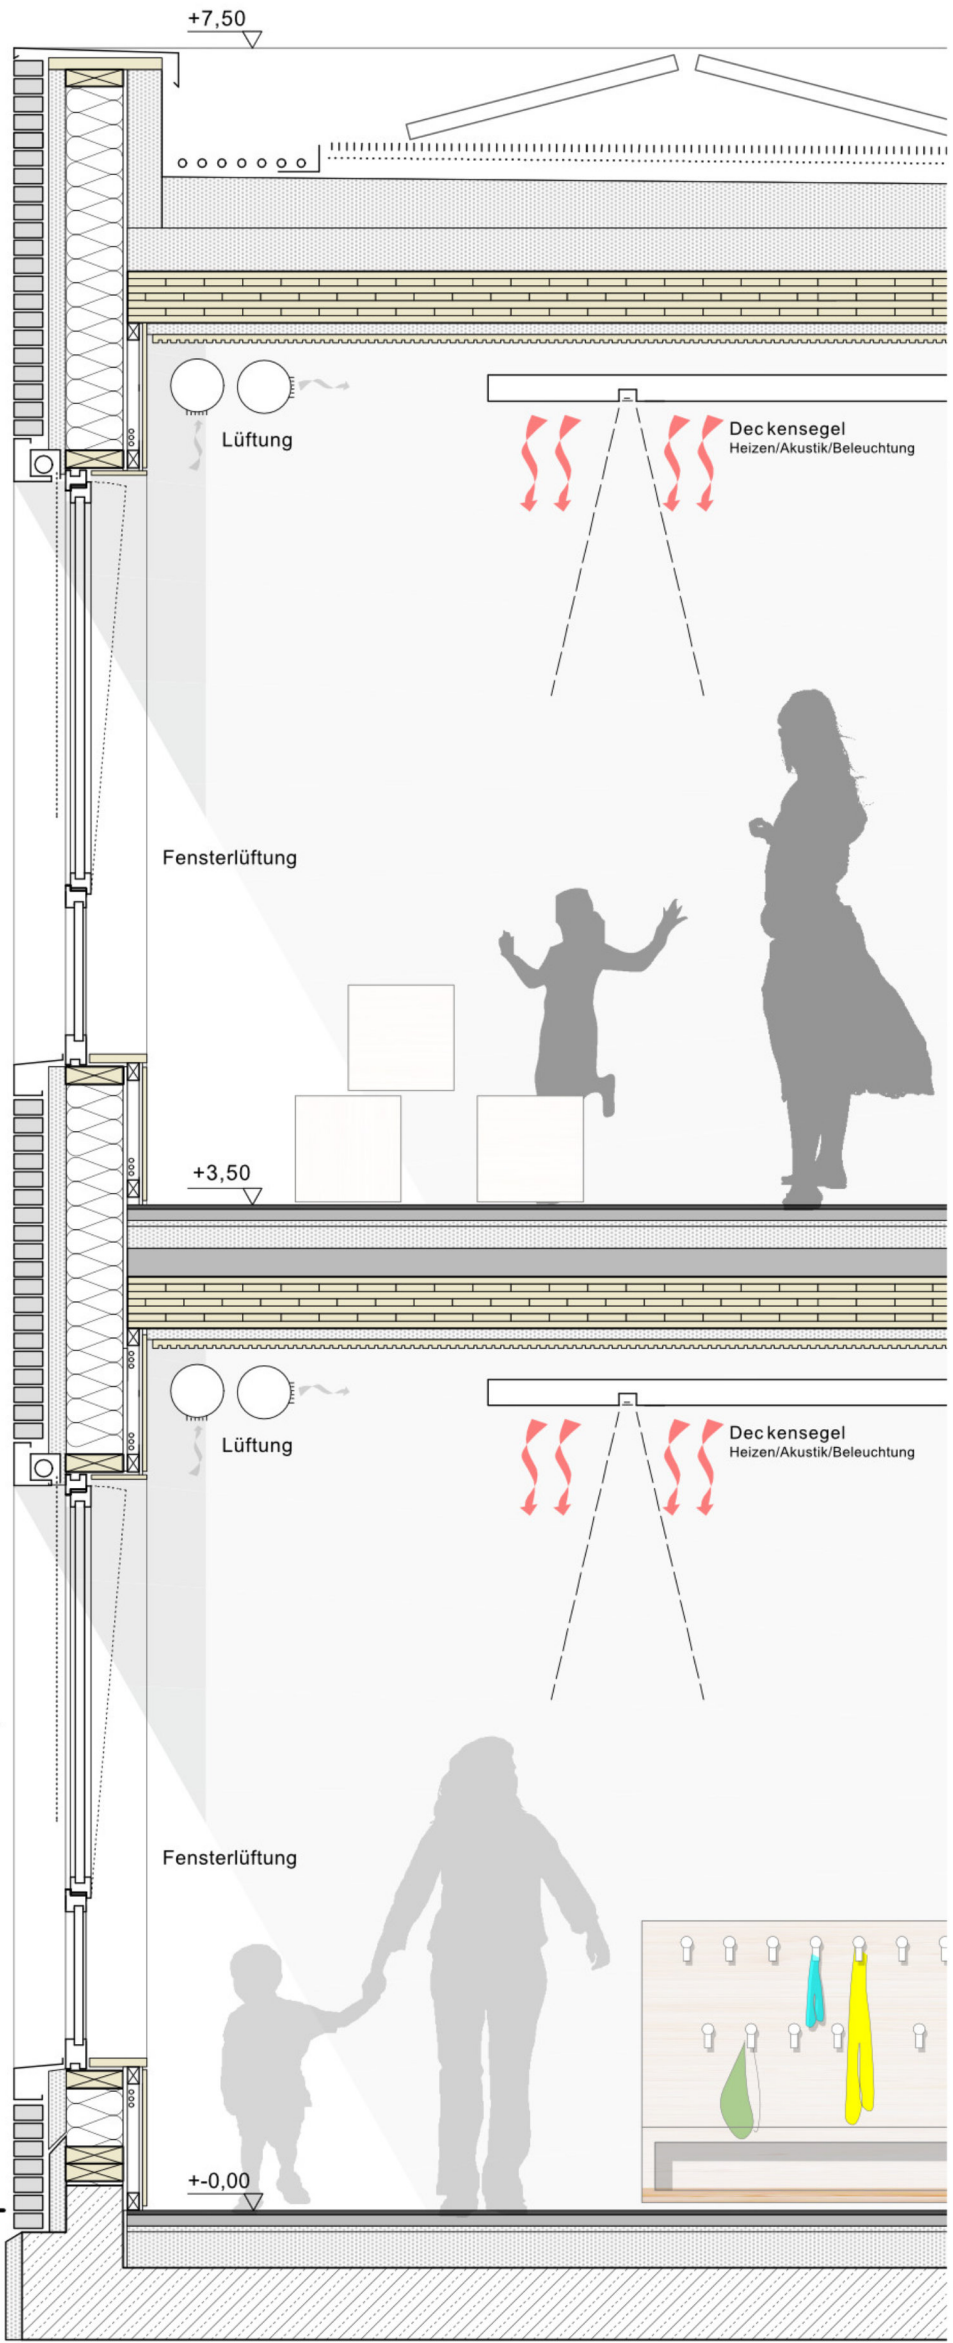 +7,50
Lüftung
Deckensegel
Heizen/Akustik/Beleuchtung
Fensterlüftung
+3,50
Lüftung
Deckensegel
Heizen/Akustik/Beleuchtung
Fensterlüftung
+-0,00